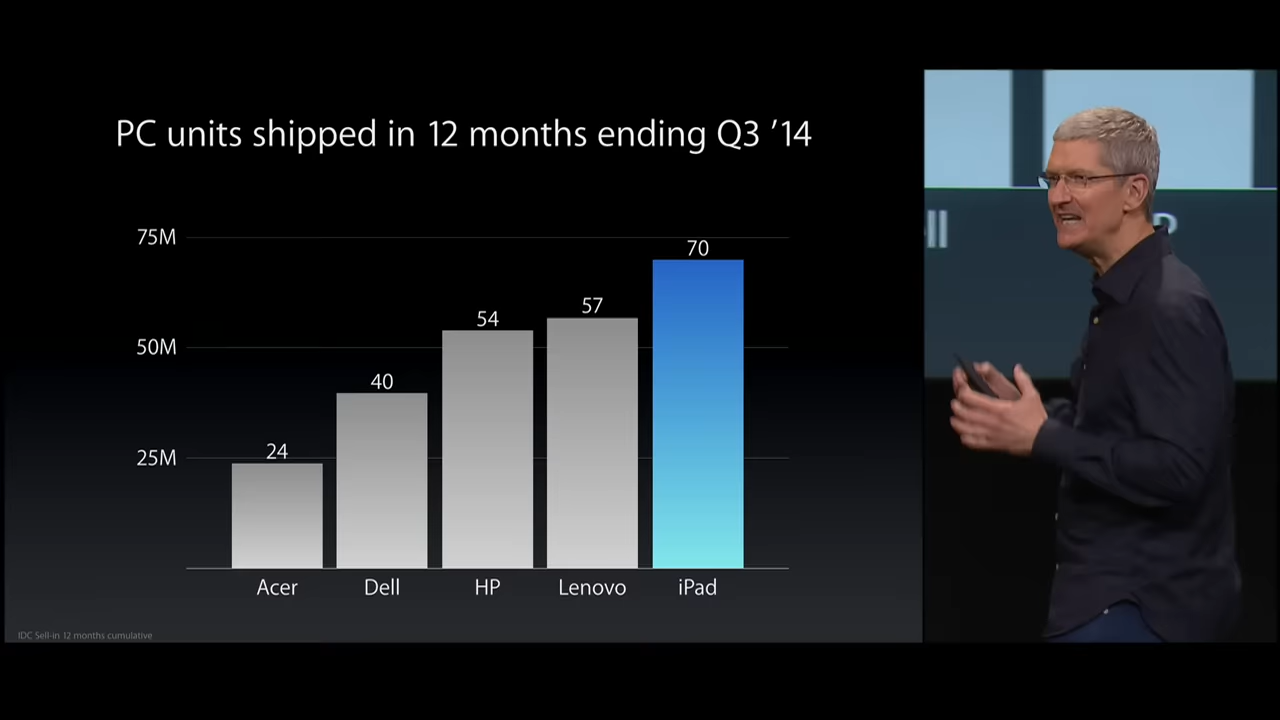 PC units shipped in 12 months ending Q3 ’14
75M
50M
25M
24
40
54
57
70
Acer
Dell
HP
Lenovo
iPad
IDC Sell-in 12 months cumulative
ll
P